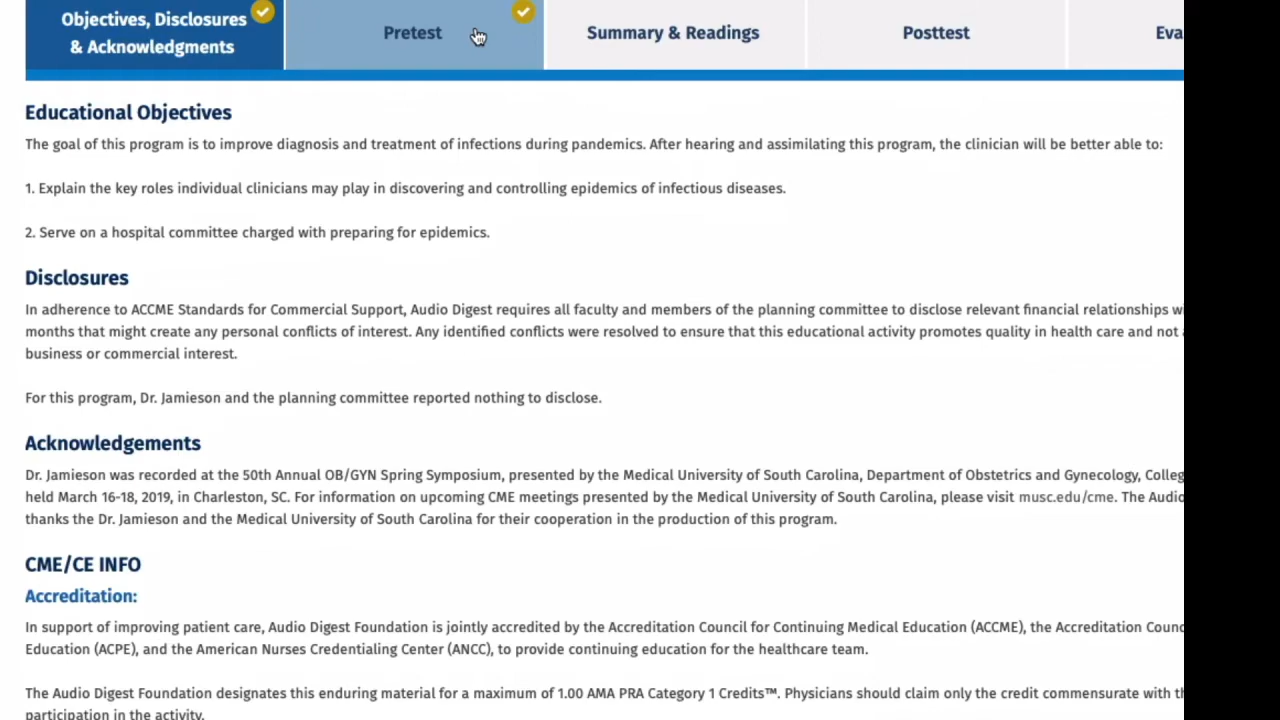 Objectives, Disclosures
& Acknowledgments
Pretest
Summary & Readings
Posttest
Eva
Educational Objectives
The goal of this program is to improve diagnosis and treatment of infections during pandemics. After hearing and assimilating this program, the clinician will be better able to:
1. Explain the key roles individual clinicians may play in discovering and controlling epidemics of infectious diseases.
2. Serve on a hospital committee charged with preparing for epidemics.
Disclosures
In adherence to ACCME Standards for Commercial Support, Audio Digest requires all faculty and members of the planning committee to disclose relevant financial relationships wi
months that might create any personal conflicts of interest. Any identified conflicts were resolved to ensure that this educational activity promotes quality in health care and not
business or commercial interest.
For this program, Dr. Jamieson and the planning committee reported nothing to disclose.
Acknowledgements
Dr. Jamieson was recorded at the 50th Annual OB/GYN Spring Symposium, presented by the Medical University of South Carolina, Department of Obstetrics and Gynecology, Colleg
held March 16-18, 2019, in Charleston, SC. For information on upcoming CME meetings presented by the Medical University of South Carolina, please visit musc.edu/cme. The Audio
thanks the Dr. Jamieson and the Medical University of South Carolina for their cooperation in the production of this program.
CME/CE INFO
Accreditation:
In support of improving patient care, Audio Digest Foundation is jointly accredited by the Accreditation Council for Continuing Medical Education (ACCME), the Accreditation Counc
Education (ACPE), and the American Nurses Credentialing Center (ANCC), to provide continuing education for the healthcare team.
The Audio Digest Foundation designates this enduring material for a maximum of 1.00 AMA PRA Category 1 Credits™. Physicians should claim only the credit commensurate with th
participation in the activity.